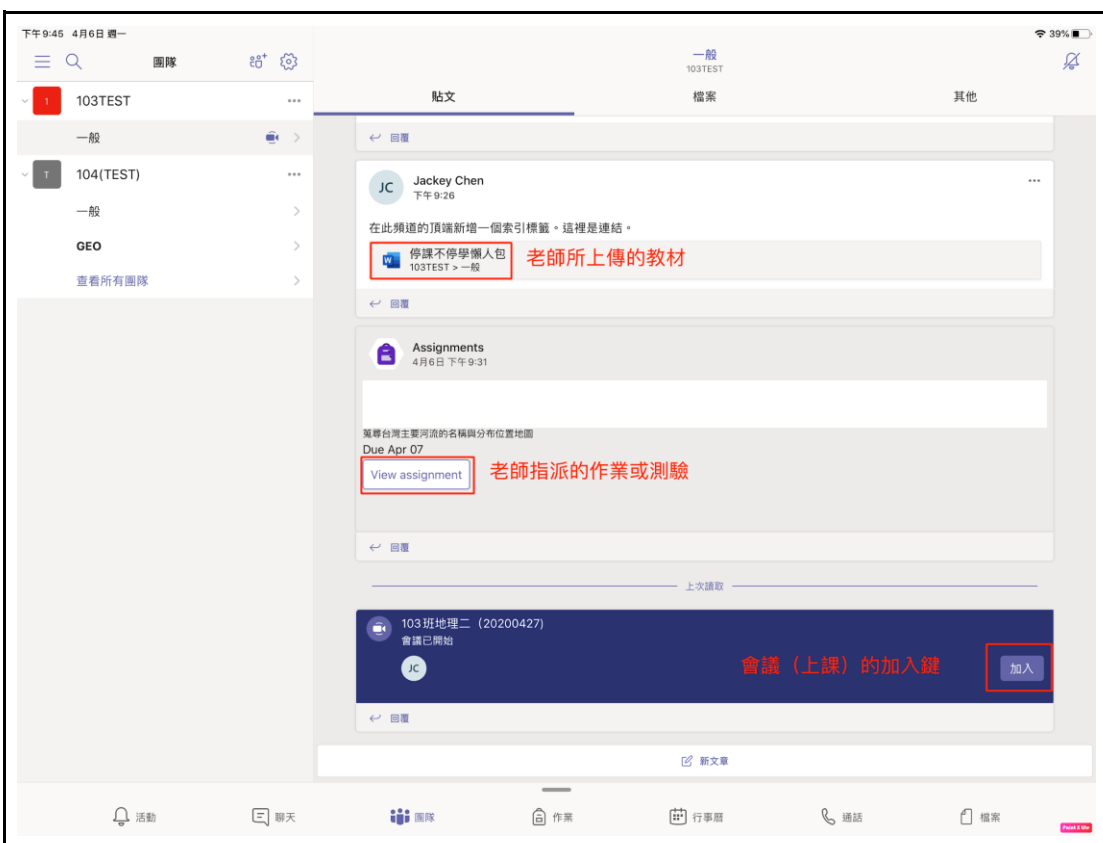 下午9:45 4月6日 週一
39%
團隊
一般
103TEST
貼文
檔案
其他
1
103TEST
一般
T
104(TEST)
一般
GEO
查看所有團隊
回覆
JC
Jackey Chen
下午 9:26
在此頻道的頂端新增一個索引標籤。這裡是連結。
停課不停學懶人包
103TEST > 一般
老師所上傳的教材
回覆
Assignments
4月6日 下午 9:31
蒐尋台灣主要河流的名稱與分布位置地圖
Due Apr 07
View assignment
老師指派的作業或測驗
回覆
上次讀取
103班地理二（20200427)
會議已開始
JC
會議（上課）的加入鍵
加入
回覆
新文章
活動
聊天
團隊
作業
行事曆
通話
檔案